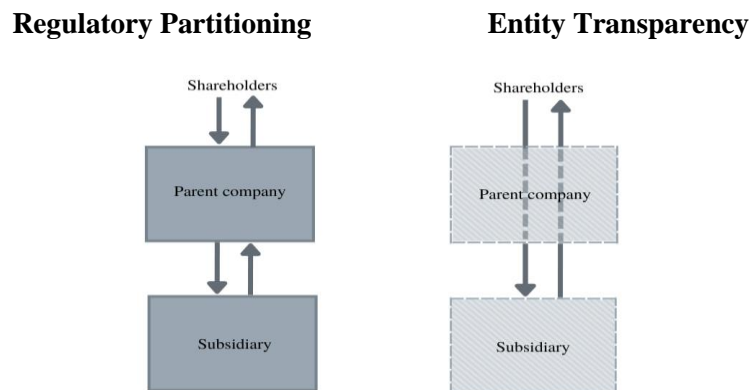 Regulatory Partitioning
Entity Transparency
Shareholders
Shareholders
Parent company
Parent company
Subsidiary
Subsidiary